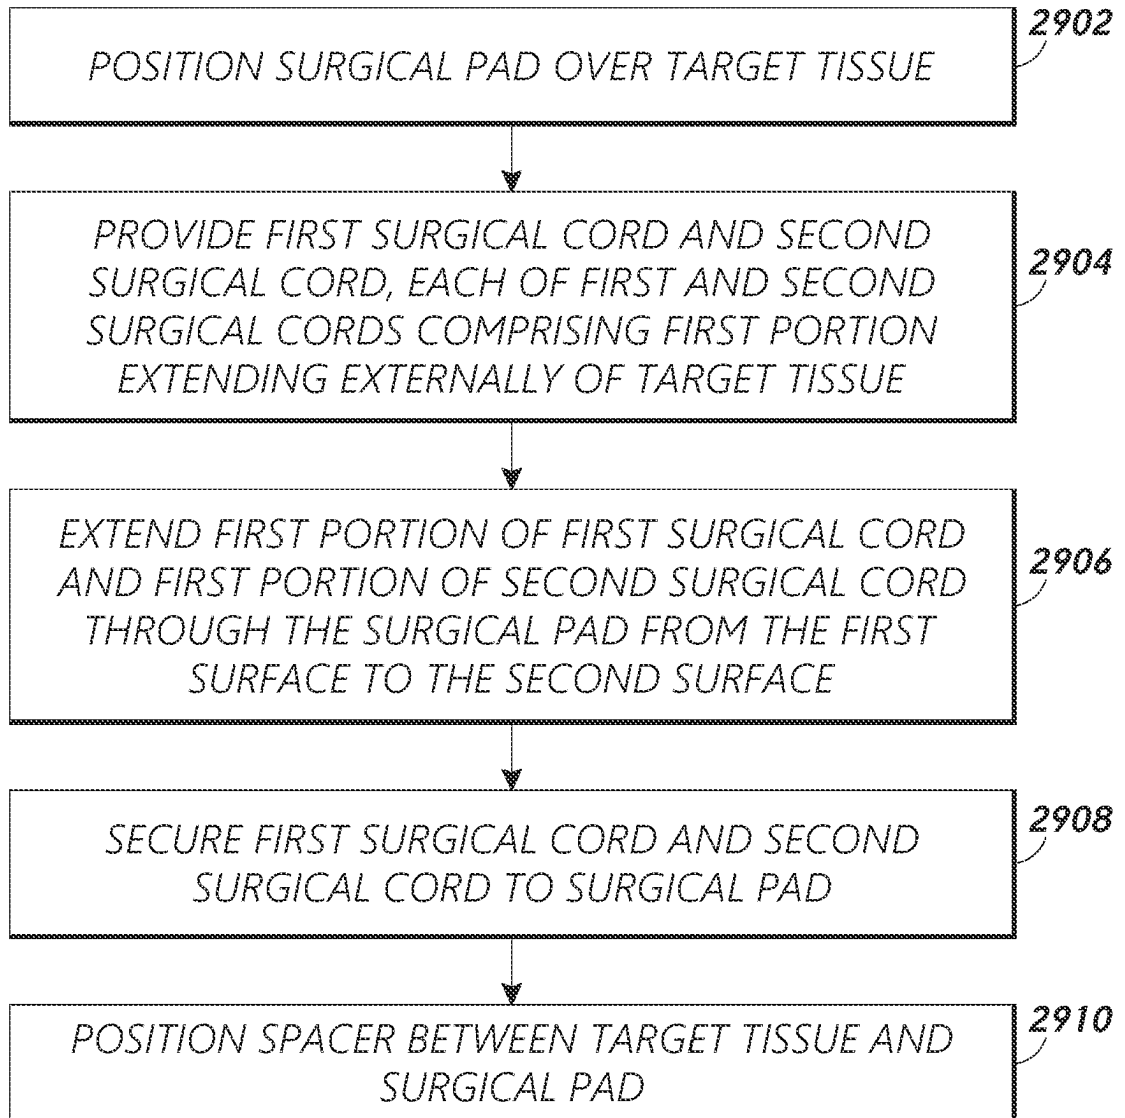 2902
POSITION SURGICAL PAD OVER TARGET TISSUE
PROVIDE FIRST SURGICAL CORD AND SECOND
SURGICAL CORD, EACH OF FIRST AND SECOND
SURGICAL CORDS COMPRISING FIRST PORTION
EXTENDING EXTERNALLY OF TARGET TISSUE
2904
EXTEND FIRST PORTION OF FIRST SURGICAL CORD
AND FIRST PORTION OF SECOND SURGICAL CORD
THROUGH THE SURGICAL PAD FROM THE FIRST
SURFACE TO THE SECOND SURFACE
2906
SECURE FIRST SURGICAL CORD AND SECOND
SURGICAL CORD TO SURGICAL PAD
2908
POSITION SPACER BETWEEN TARGET TISSUE AND
SURGICAL PAD
2910